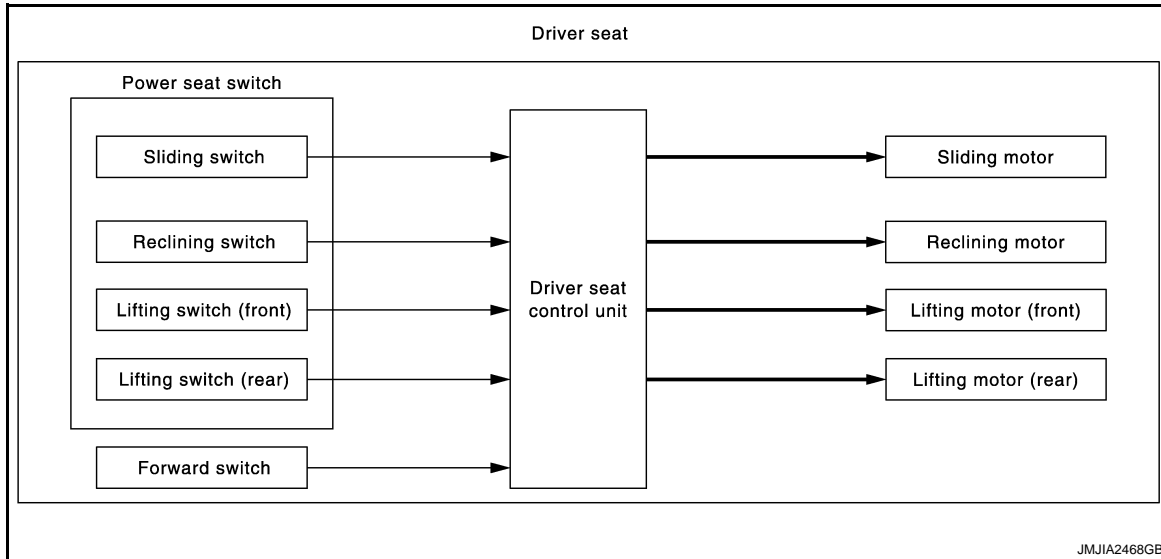 Driver seat
Power seat switch
Sliding switch
Reclining switch
Lifting switch (front)
Lifting switch (rear)
Forward switch
Driver seat
control unit
Sliding motor
Reclining motor
Lifting motor (front)
Lifting motor (rear)
JMJIA2468GB